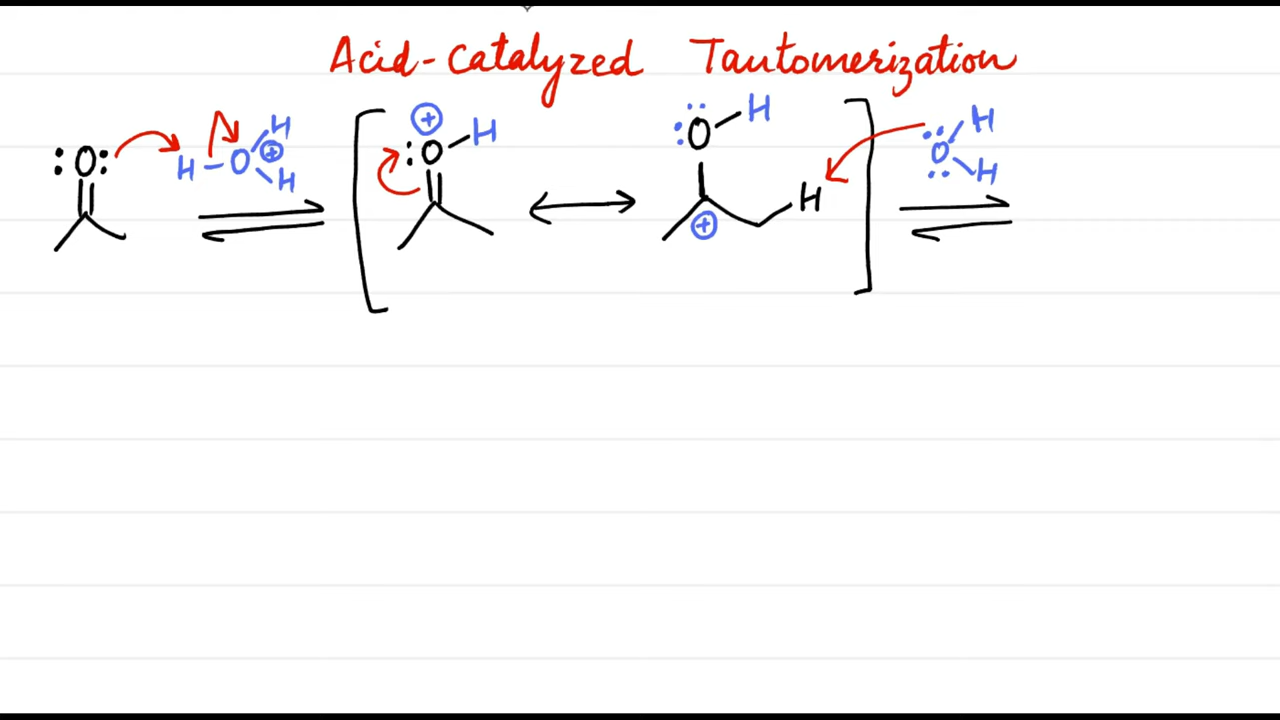 Acid-Catalyzed Tautomerization
:O: H-O H ⊕ H
⊕ :O H
:O H ⊕ H
O H H